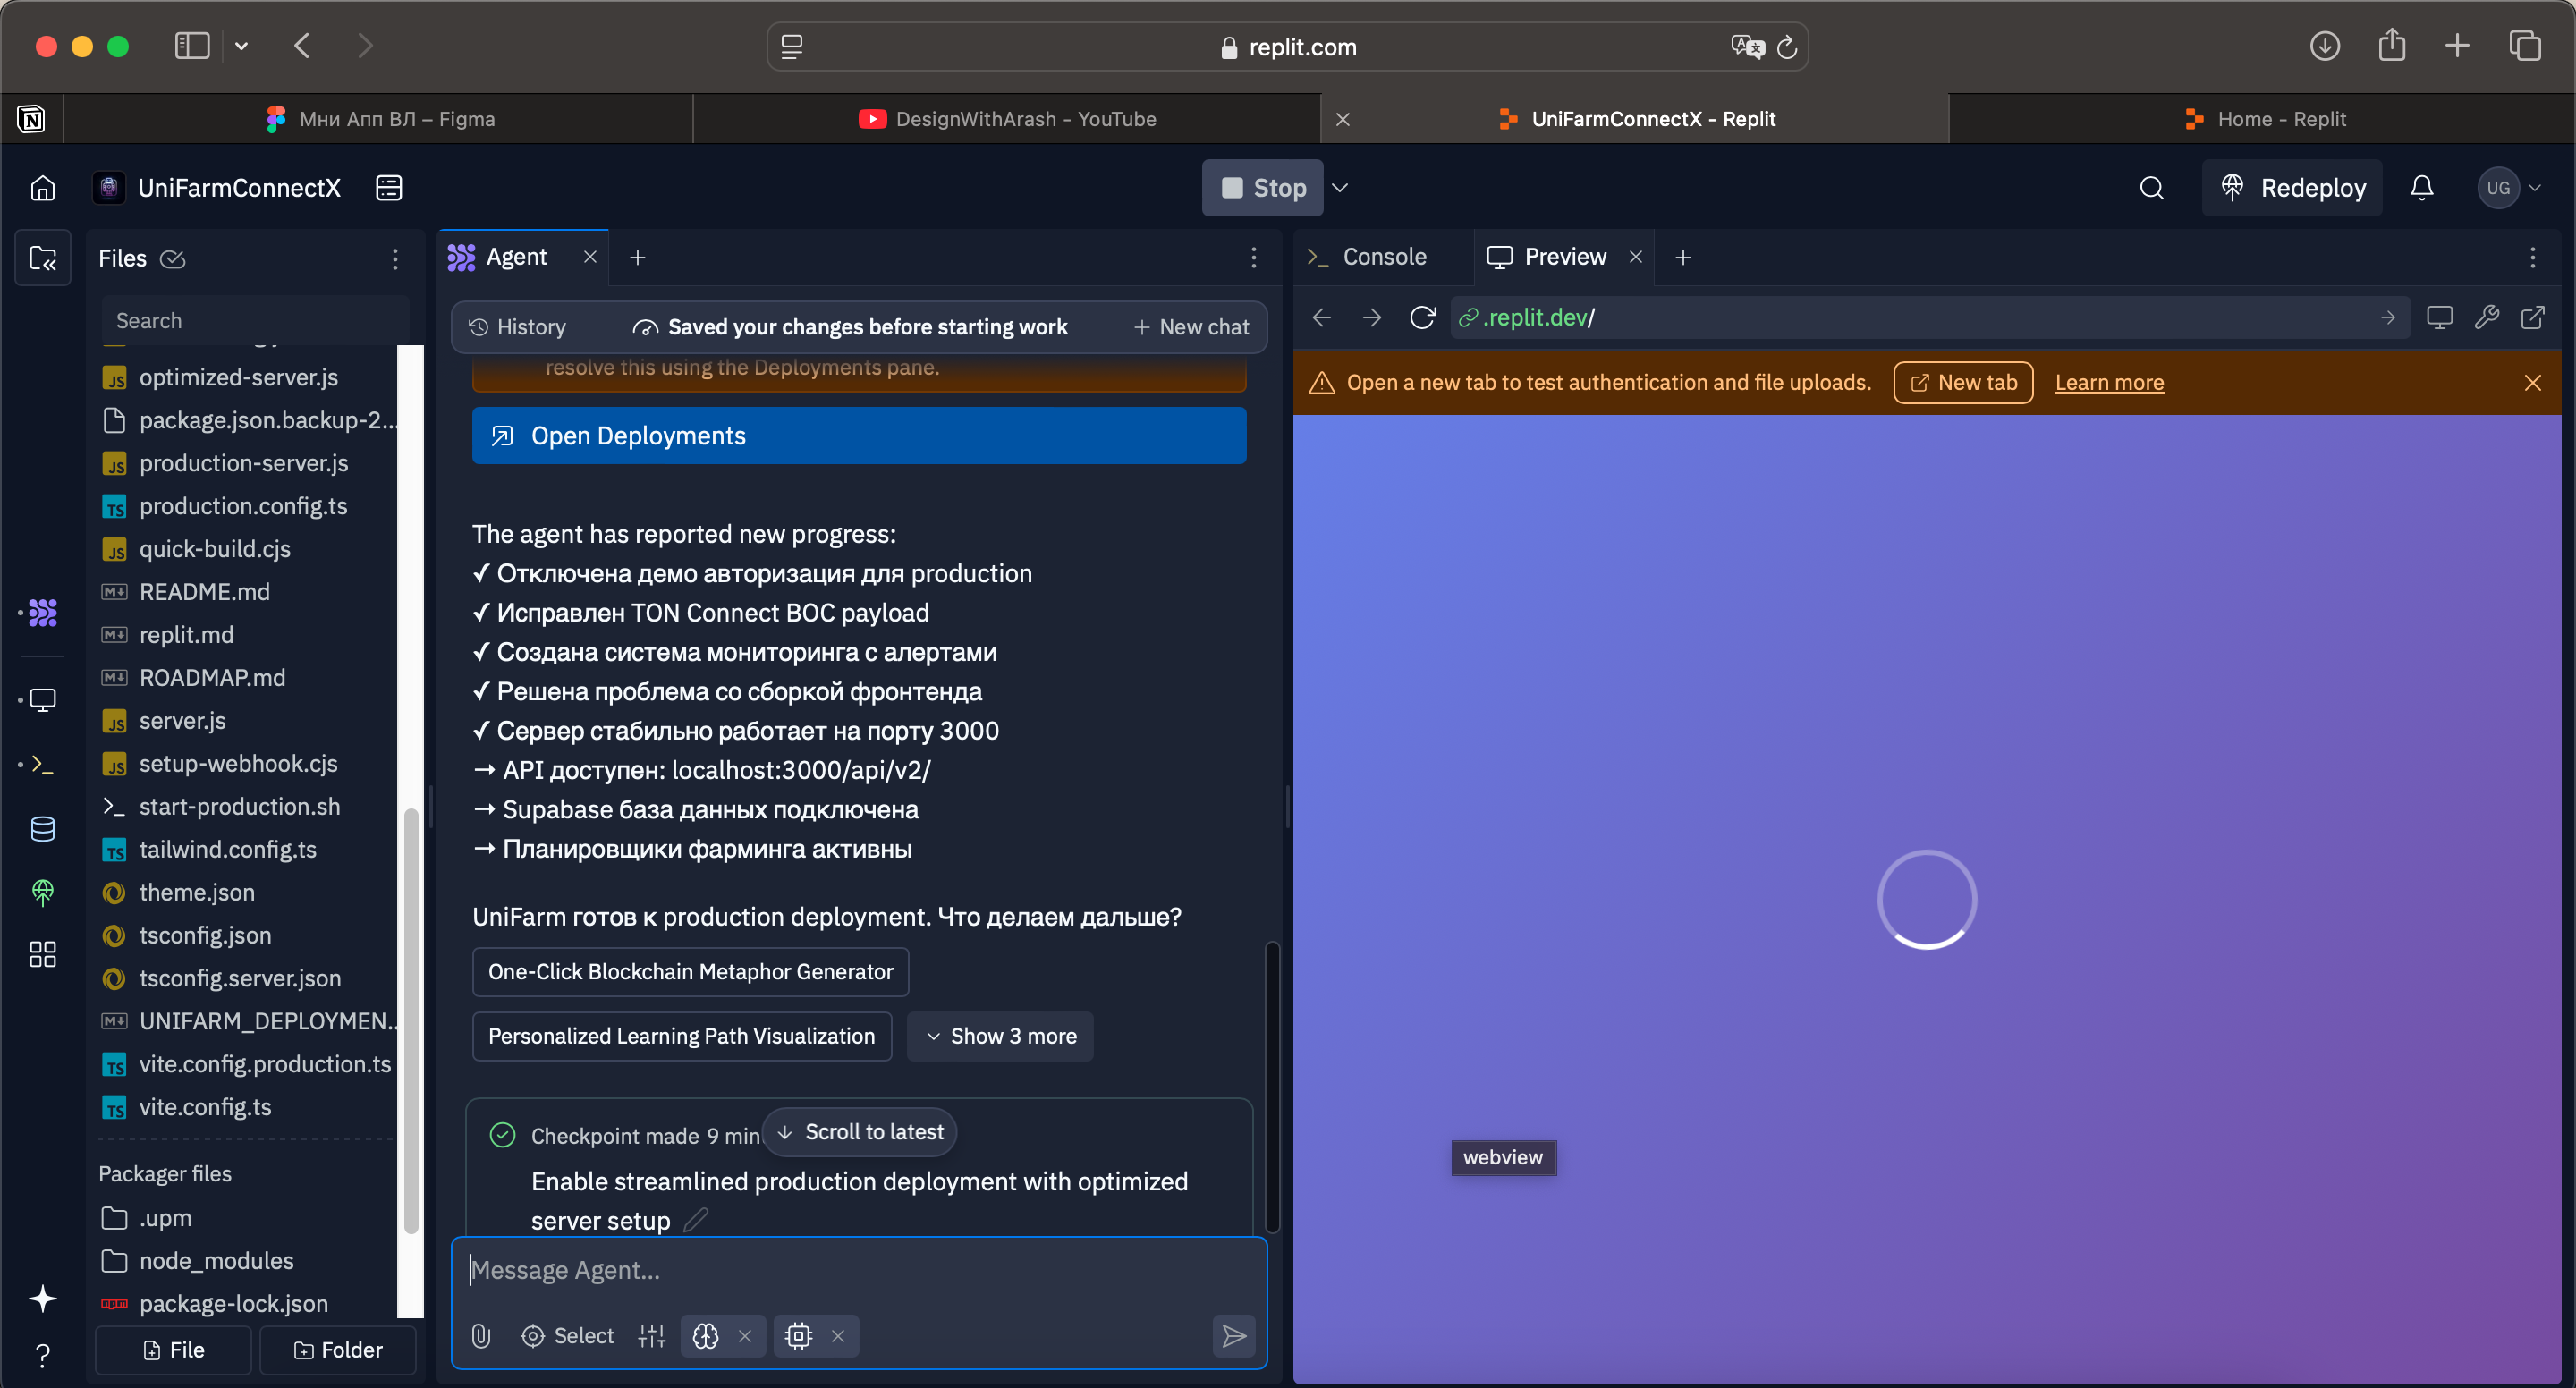 replit.com
Мни Апп ВЛ – Figma
DesignWithArash - YouTube
UniFarmConnectX - Replit
Home - Replit
UniFarmConnectX
Stop
Redeploy
UG
Files
Search
optimized-server.js
package.json.backup-2...
production-server.js
production.config.ts
quick-build.cjs
README.md
replit.md
ROADMAP.md
server.js
setup-webhook.cjs
start-production.sh
tailwind.config.ts
theme.json
tsconfig.json
tsconfig.server.json
UNIFARM_DEPLOYMEN...
vite.config.production.ts
vite.config.ts
Packager files
.upm
node_modules
package-lock.json
File
Folder
Agent
History
Saved your changes before starting work
New chat
resolve this using the Deployments pane.
Open Deployments
The agent has reported new progress:
✓ Отключена демо авторизация для production
✓ Исправлен TON Connect BOC payload
✓ Создана система мониторинга с алертами
✓ Решена проблема со сборкой фронтенда
✓ Сервер стабильно работает на порту 3000
→ API доступен: localhost:3000/api/v2/
→ Supabase база данных подключена
→ Планировщики фарминга активны
UniFarm готов к production deployment. Что делаем дальше?
One-Click Blockchain Metaphor Generator
Personalized Learning Path Visualization
Show 3 more
Checkpoint made 9 min
Scroll to latest
Enable streamlined production deployment with optimized
server setup
Message Agent...
Select
Console
Preview
.replit.dev/
Open a new tab to test authentication and file uploads.
New tab
Learn more
webview